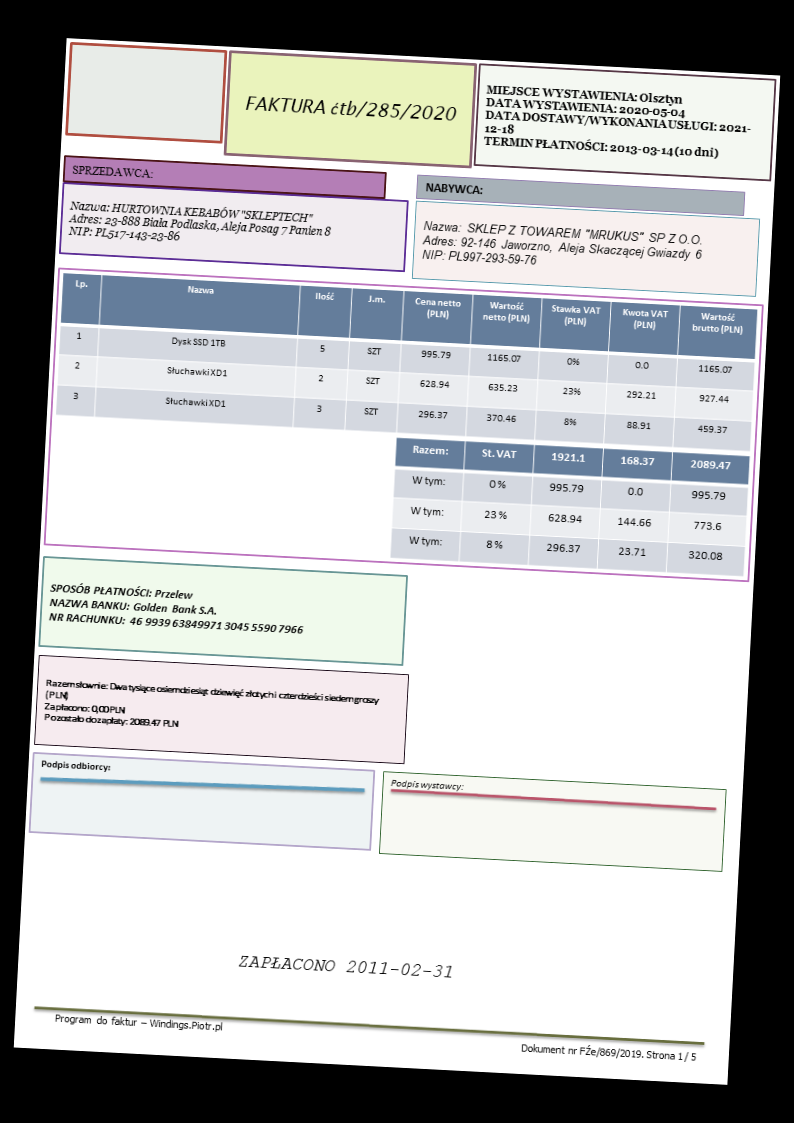 FAKTURA ćtb/285/2020
MIEJSCE WYSTAWIENIA: Olsztyn
DATA WYSTAWIENIA: 2020-05-04
DATA DOSTAWY/WYKONANIA USŁUGI: 2021-
12-18
TERMIN PŁATNOŚCI: 2013-03-14 (10 dni)
SPRZEDAWCA:
Nazwa: HURTOWNIA KEBABÓW "SKLEPTECH"
Adres: 23-888 Biała Podlaska, Aleja Posag 7 Panien 8
NIP: PL517-143-23-86
NABYWCA:
Nazwa: SKLEP Z TOWAREM "MRUKUS" SP Z O.O.
Adres: 92-146 Jaworzno, Aleja Skaczącej Gwiazdy 6
NIP: PL997-293-59-76
Lp. Nazwa Ilość J.m. Cena netto (PLN) Wartość netto (PLN) Stawka VAT (PLN) Kwota VAT (PLN) Wartość brutto (PLN)
1 Dysk SSD 1TB 5 SZT 995.79 1165.07 0% 0.0 1165.07
2 Słuchawki XD1 2 SZT 628.94 635.23 23% 292.21 927.44
3 Słuchawki XD1 3 SZT 296.37 370.46 8% 88.91 459.37
Razem: St. VAT 1921.1 168.37 2089.47
W tym: 0% 995.79 0.0 995.79
W tym: 23% 628.94 144.66 773.6
W tym: 8% 296.37 23.71 320.08
SPOSÓB PŁATNOŚCI: Przelew
NAZWA BANKU: Golden Bank S.A.
NR RACHUNKU: 46 9939 63849971 3045 5590 7966
Razem słownie: Dwa tysiące osiemdziesiąt dziewięć złotych i czterdzieści siedem groszy
(PLN)
Zapłacono: 0,00 PLN
Pozostało do zapłaty: 2089.47 PLN
Podpis odbiorcy:
Podpis wystawcy:
ZAPŁACONO 2011-02-31
Program do faktur – Windings.Piotr.pl
Dokument nr FŹe/869/2019. Strona 1 / 5